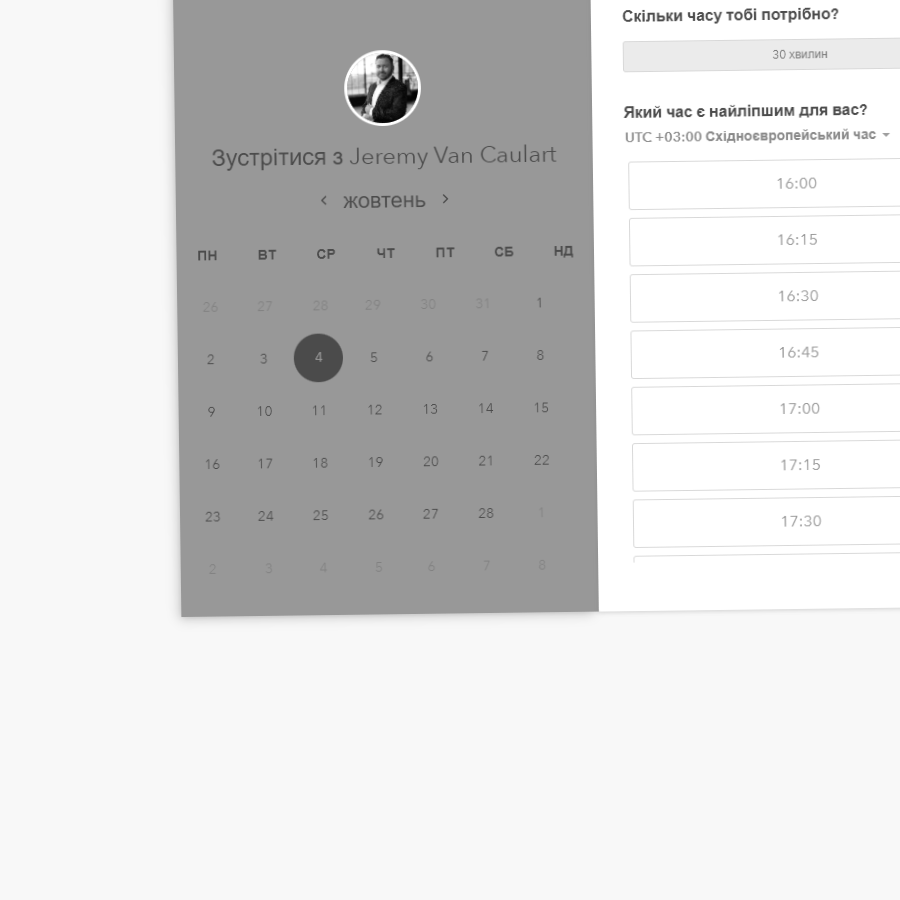 Зустрітися з Jeremy Van Caulart
‹ жовтень ›
ПН ВТ СР ЧТ ПТ СБ НД
26 27 28 29 30 31 1
2 3 4 5 6 7 8
9 10 11 12 13 14 15
16 17 18 19 20 21 22
23 24 25 26 27 28 1
2 3 4 5 6 7 8
Скільки часу тобі потрібно?
30 хвилин
Який час є найліпшим для вас?
UTC +03:00 Східноєвропейський час
16:00
16:15
16:30
16:45
17:00
17:15
17:30